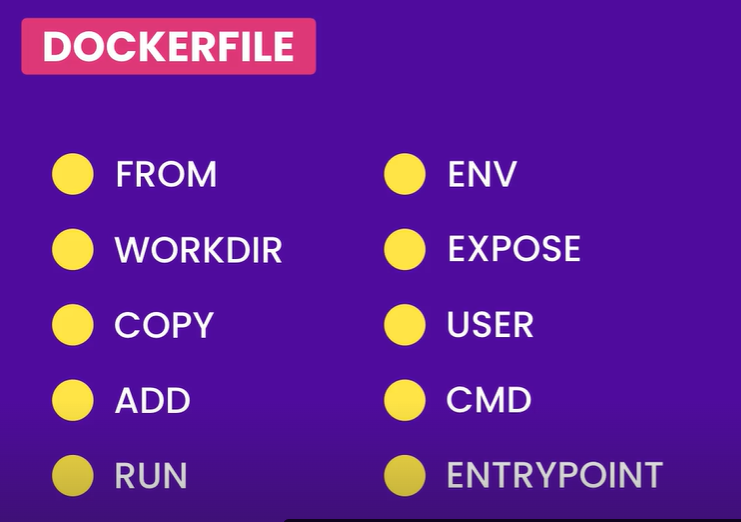 DOCKERFILE
FROM
WORKDIR
COPY
ADD
RUN
ENV
EXPOSE
USER
CMD
ENTRYPOINT